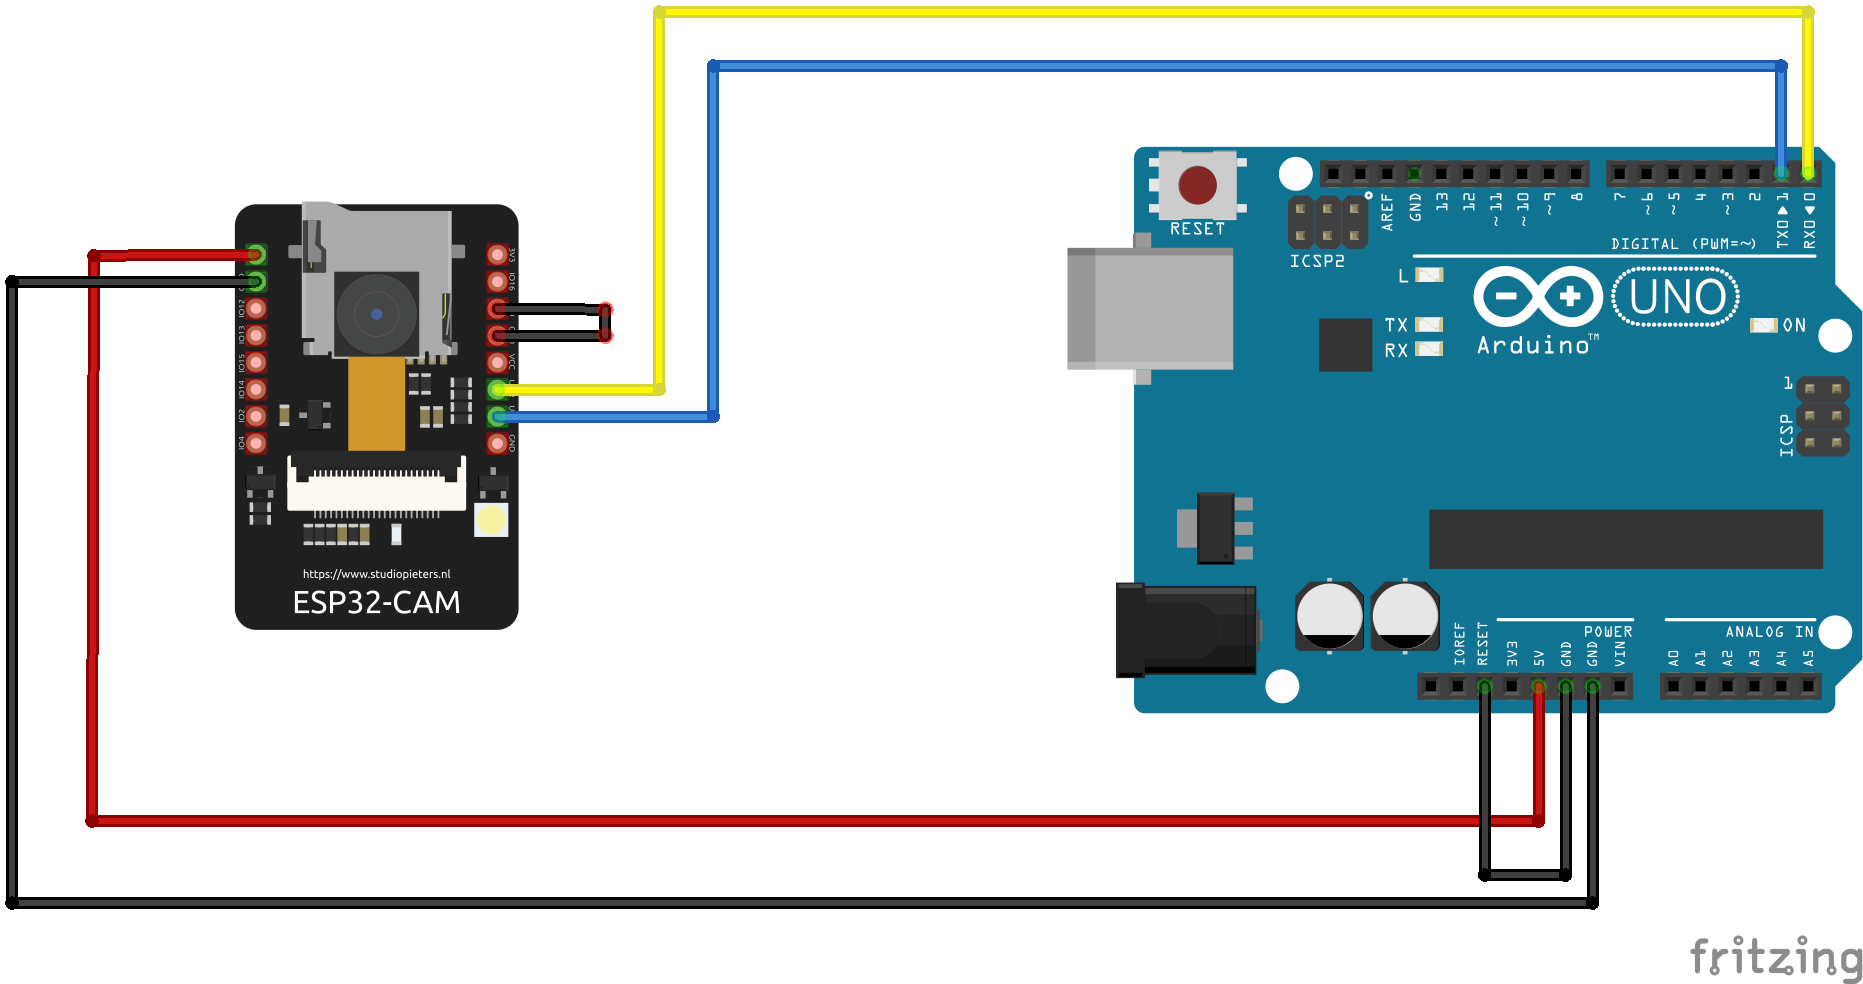 RESET
ICSP2
AREF
GND
13
12
~11
~10
~9
8
7
~6
~5
4
~3
2
TX0▶1
RX0◀0
DIGITAL (PWM=~)
L
TX
RX
Arduino™
UNO
ON
1
ICSP
3V3
IO16
VCC
GND
IO12
IO13
IO15
IO14
IO2
IO4
https://www.studiopieters.nl
ESP32-CAM
IOREF
RESET
3V3
5V
GND
GND
VIN
POWER
ANALOG IN
A0
A1
A2
A3
A4
A5
fritzing